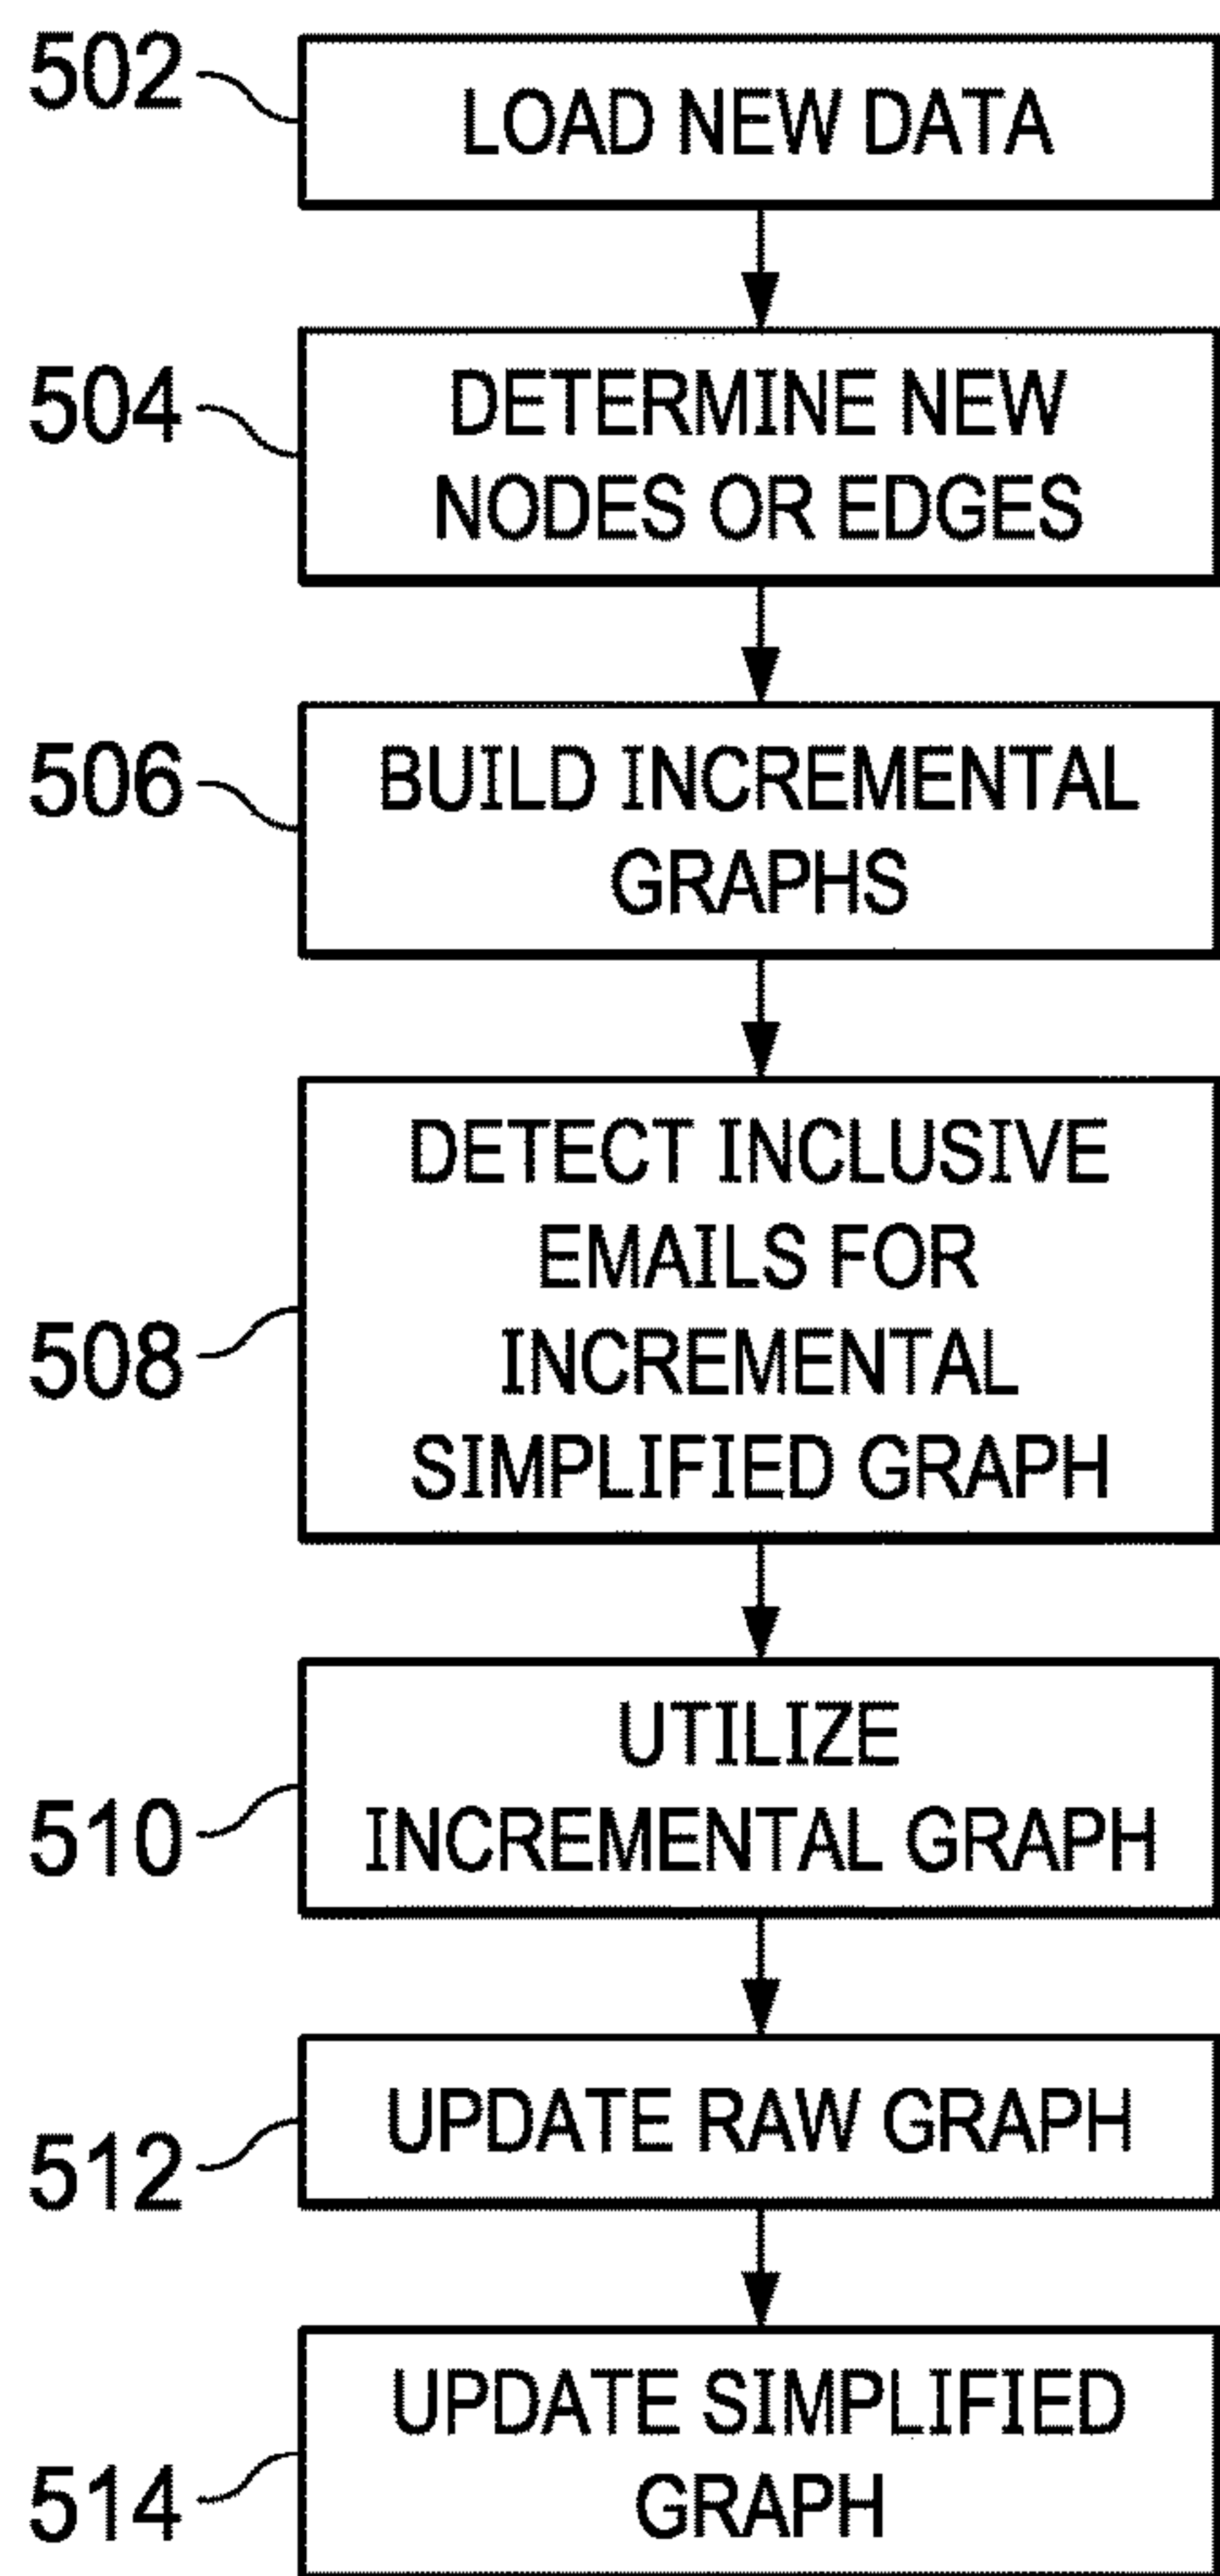 502
LOAD NEW DATA
504
DETERMINE NEW
NODES OR EDGES
506
BUILD INCREMENTAL
GRAPHS
508
DETECT INCLUSIVE
EMAILS FOR
INCREMENTAL
SIMPLIFIED GRAPH
510
UTILIZE
INCREMENTAL GRAPH
512
UPDATE RAW GRAPH
514
UPDATE SIMPLIFIED
GRAPH